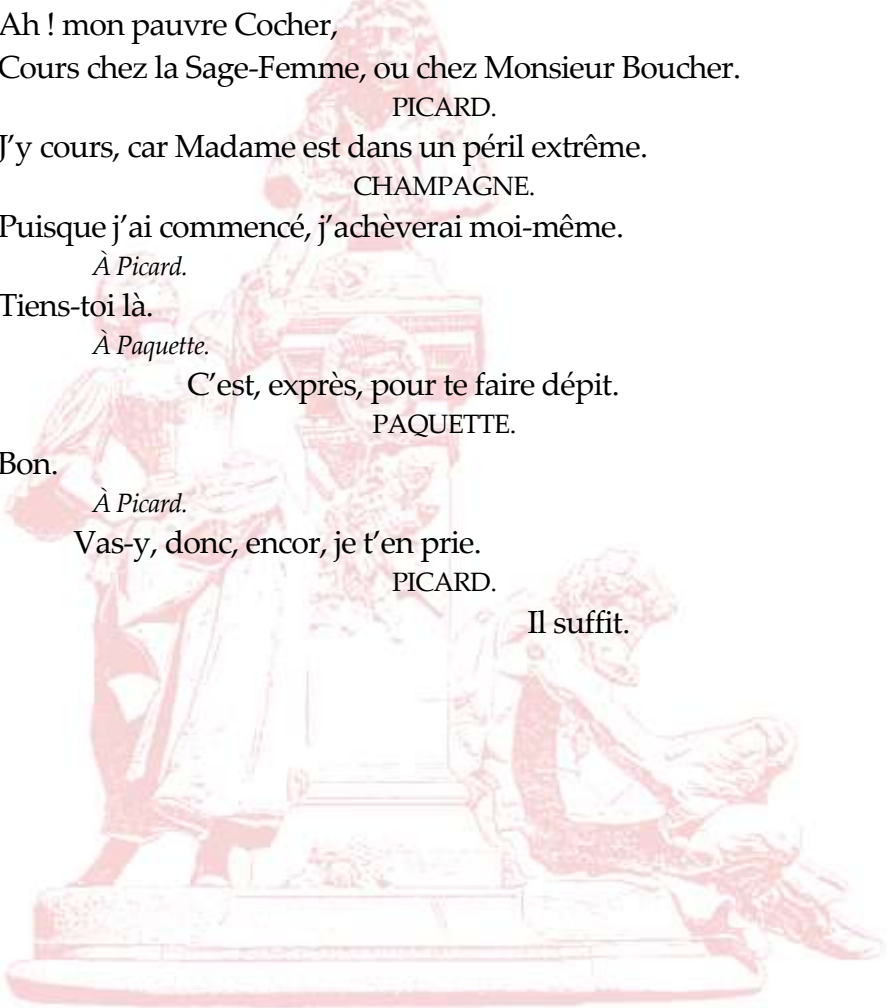 Ah ! mon pauvre Cocher,
Cours chez la Sage-Femme, ou chez Monsieur Boucher.
PICARD.
J’y cours, car Madame est dans un péril extrême.
CHAMPAGNE.
Puisque j’ai commencé, j’achèverai moi-même.
À Picard.
Tiens-toi là.
À Paquette.
C’est, exprès, pour te faire dépit.
PAQUETTE.
Bon.
À Picard.
Vas-y, donc, encor, je t’en prie.
PICARD.
Il suffit.